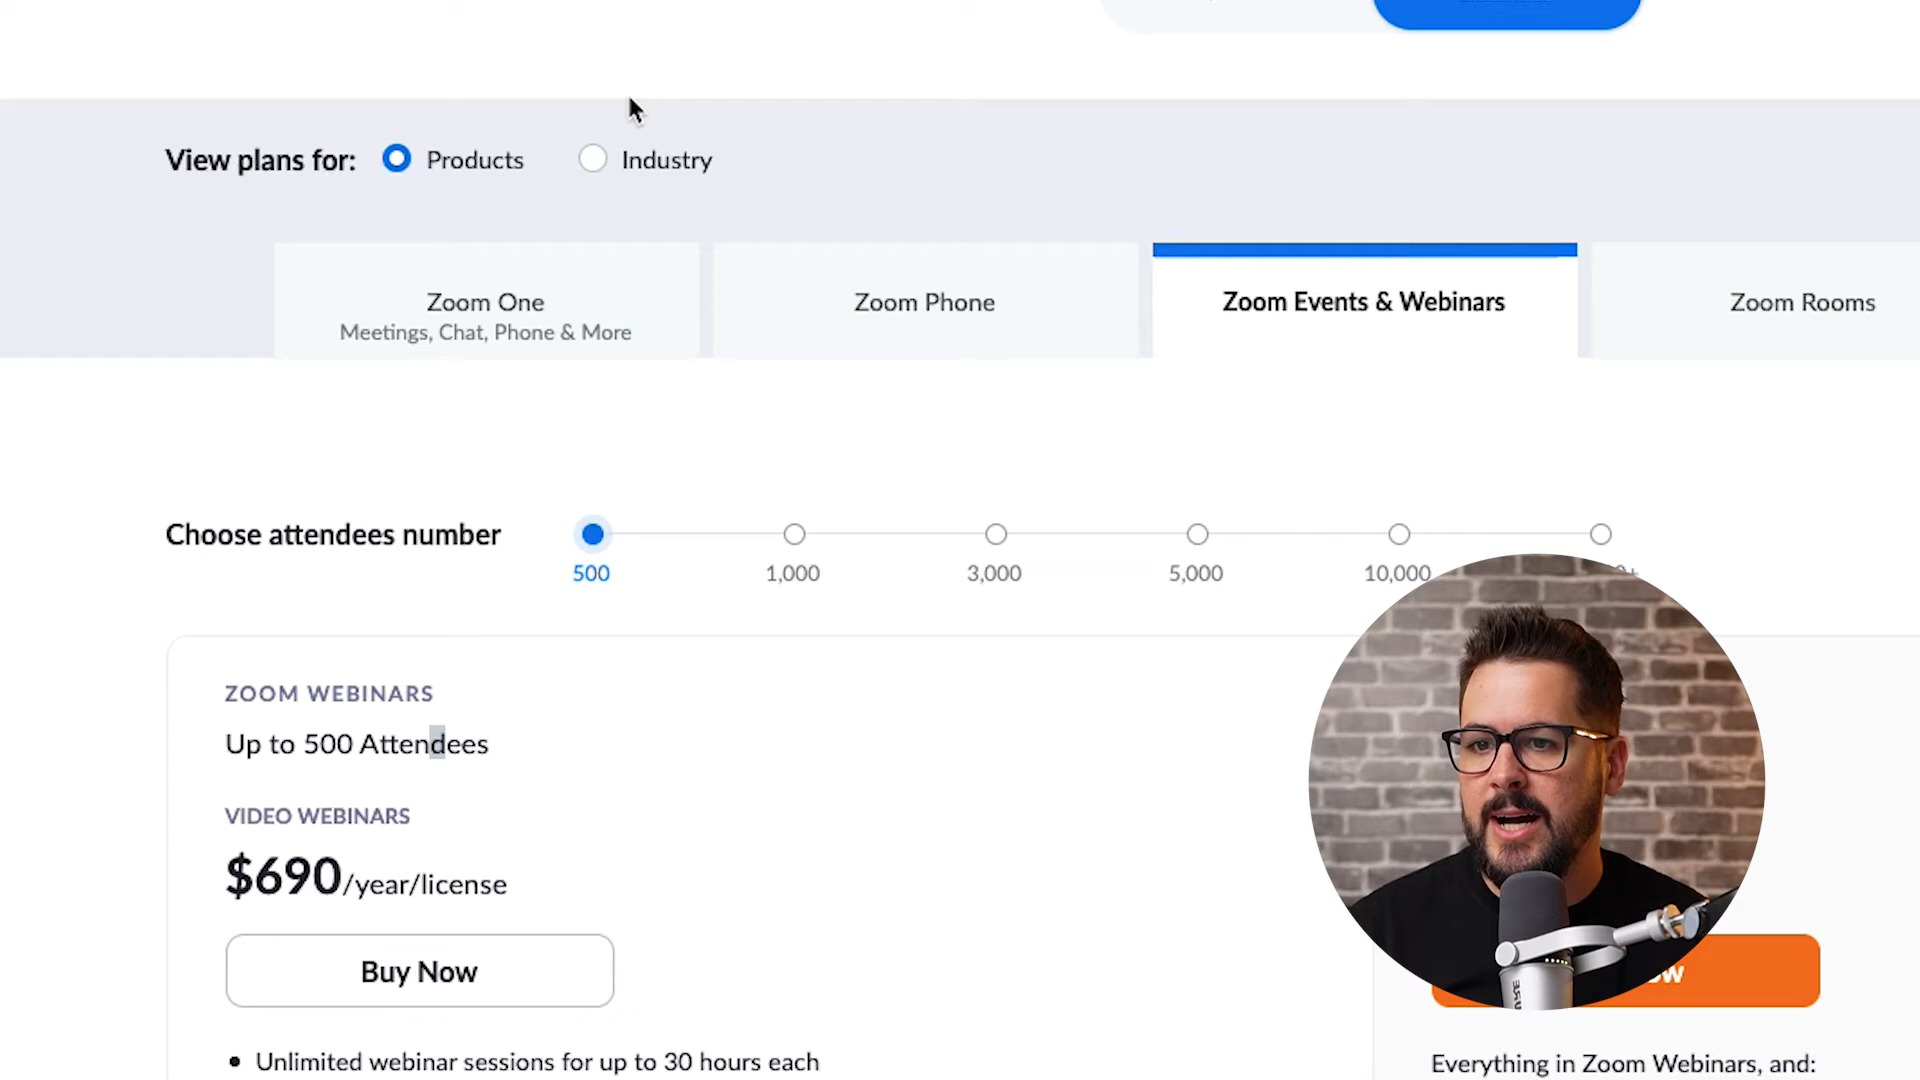 View plans for: Products Industry
Zoom One
Meetings, Chat, Phone & More
Zoom Phone
Zoom Events & Webinars
Zoom Rooms
Choose attendees number
500 1,000 3,000 5,000 10,000
ZOOM WEBINARS
Up to 500 Attendees
VIDEO WEBINARS
$690/year/license
Buy Now
• Unlimited webinar sessions for up to 30 hours each
Everything in Zoom Webinars, and: